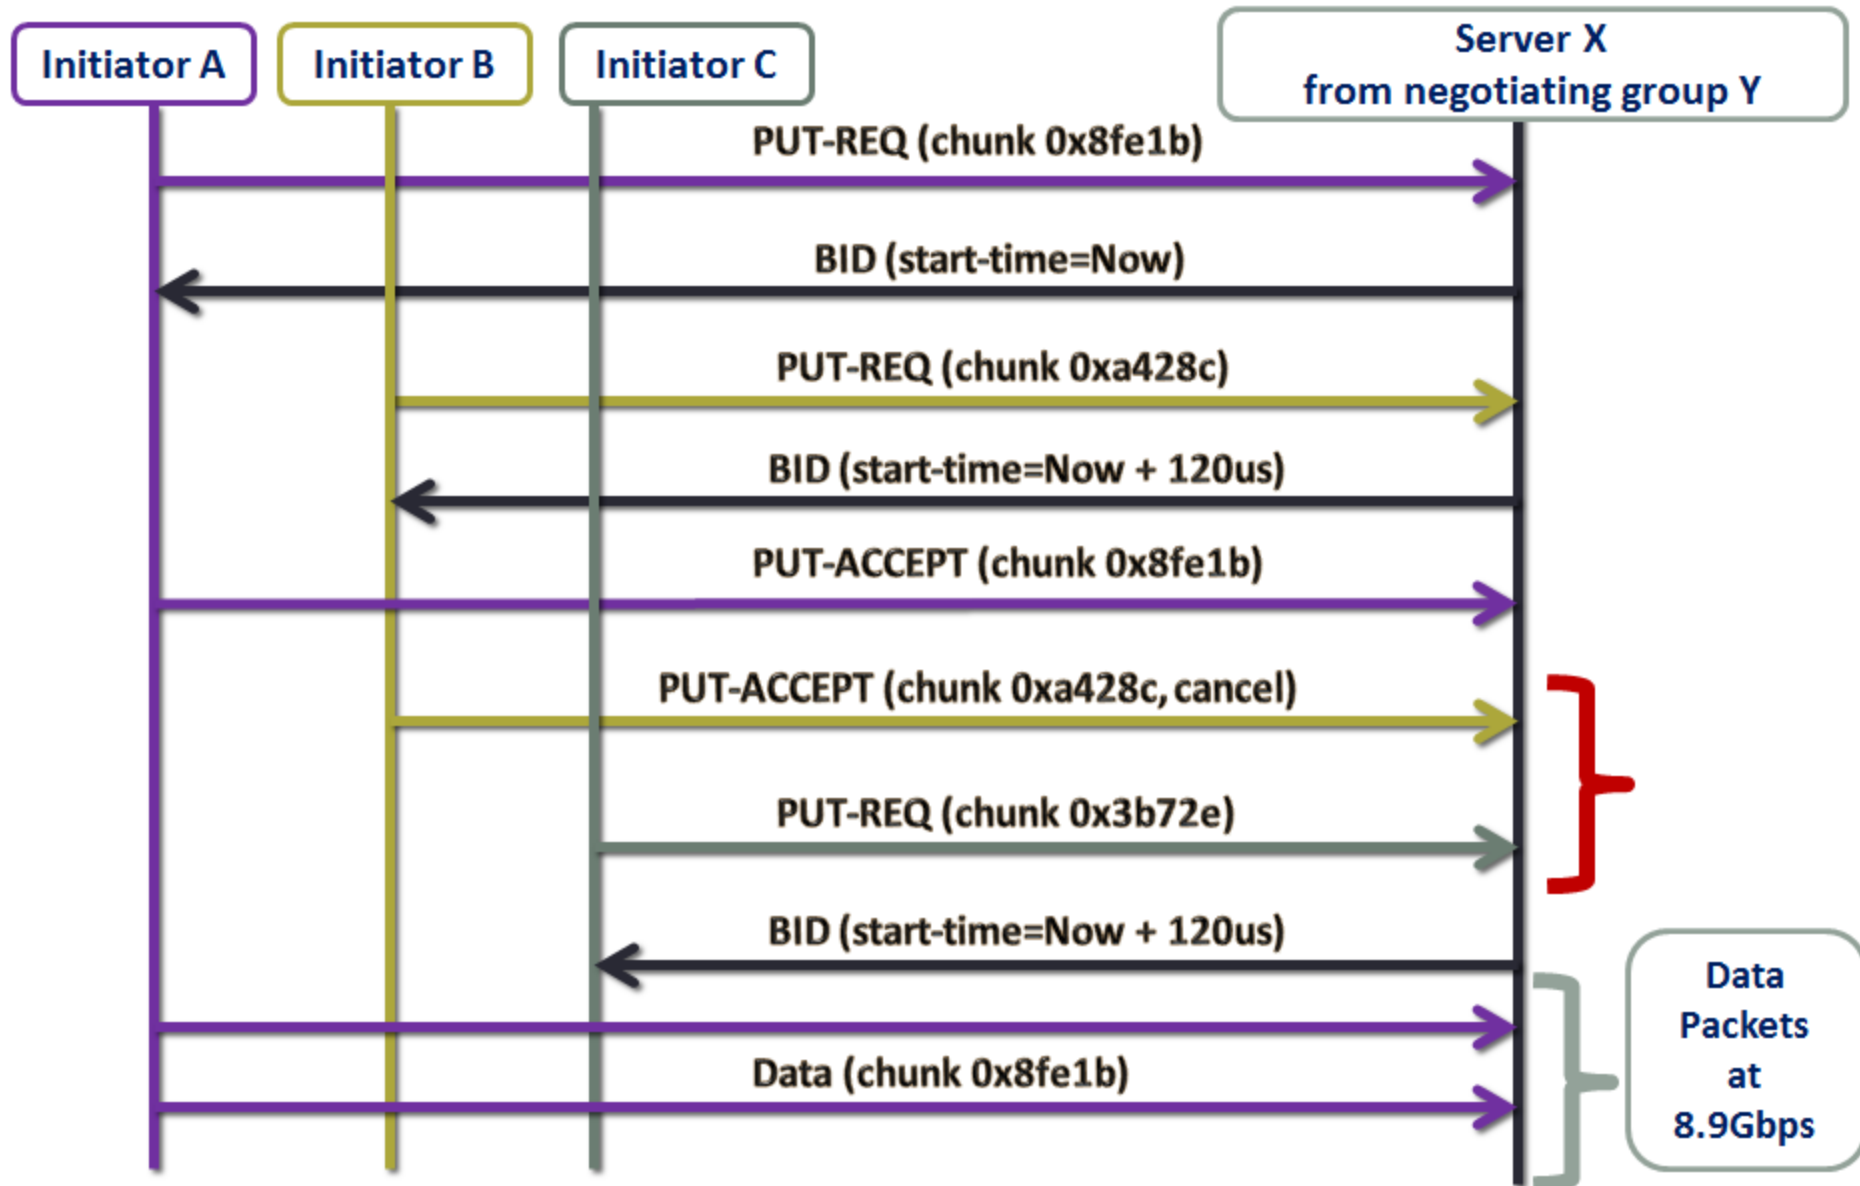 Initiator A
Initiator B
Initiator C
Server X
from negotiating group Y
PUT-REQ (chunk 0x8fe1b)
BID (start-time=Now)
PUT-REQ (chunk 0xa428c)
BID (start-time=Now + 120us)
PUT-ACCEPT (chunk 0x8fe1b)
PUT-ACCEPT (chunk 0xa428c, cancel)
PUT-REQ (chunk 0x3b72e)
BID (start-time=Now + 120us)
Data (chunk 0x8fe1b)
Data
Packets
at
8.9Gbps